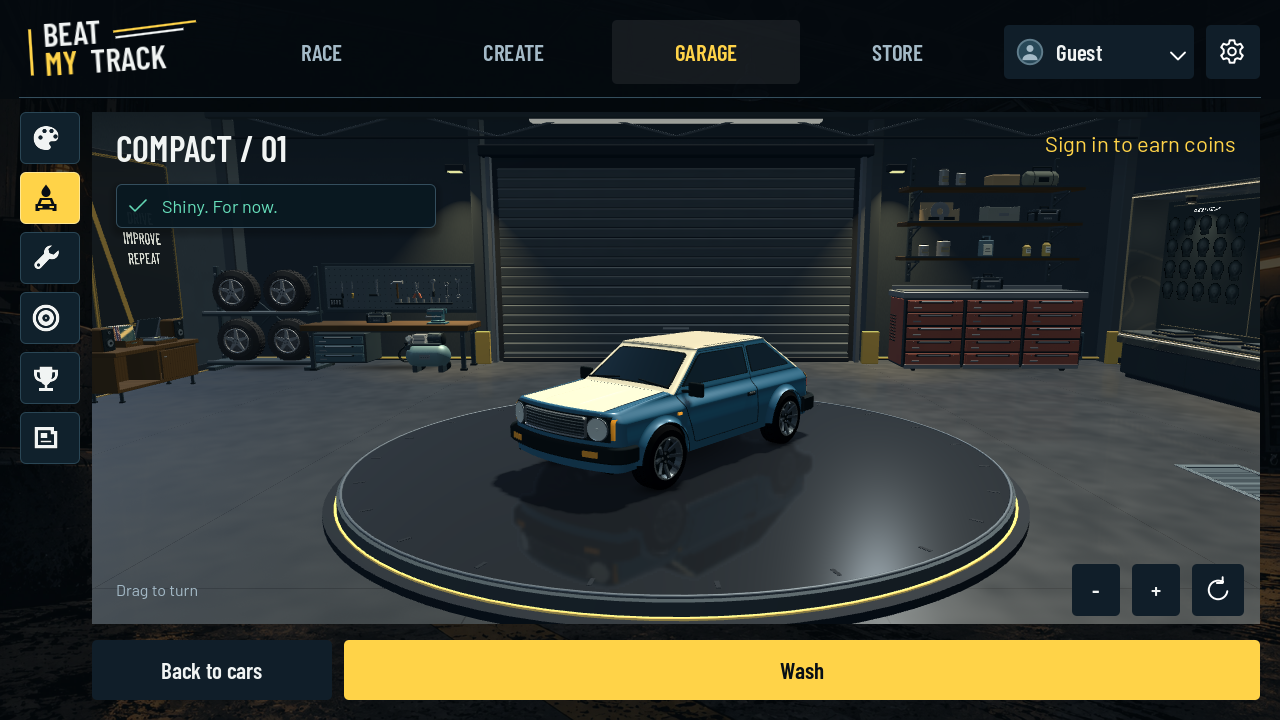 BEAT
MY TRACK
RACE
CREATE
GARAGE
STORE
Guest
COMPACT / 01
Sign in to earn coins
Shiny. For now.
IMPROVE
REPEAT
Drag to turn
-
+
Back to cars
Wash